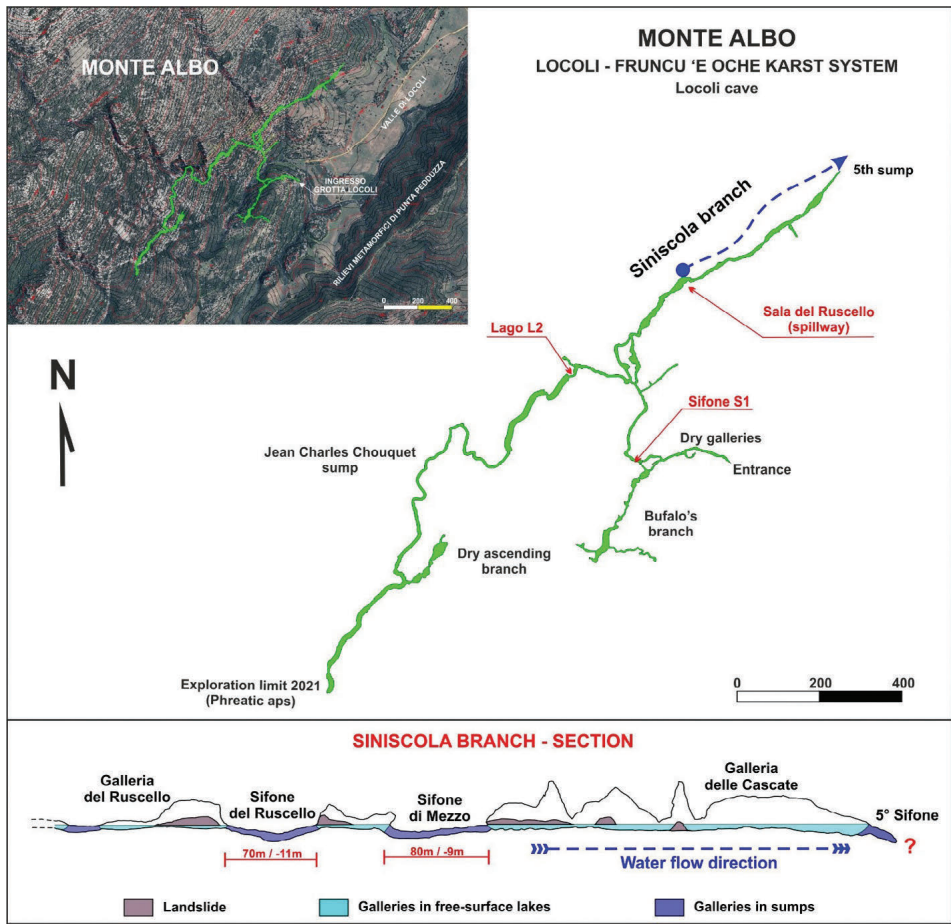 MONTE ALBO
VALLE DI LOCOLI
INGRESSO
GROTTA LOCOLI
RILIEVI METAMORFICI DI PUNTA PEDDUZZA
0 200 400
MONTE ALBO
LOCOLI - FRUNCU 'E OCHE KARST SYSTEM
Locoli cave
5th sump
Siniscola branch
Sala del Ruscello
(spillway)
Lago L2
N
Sifone S1
Jean Charles Chouquet
sump
Dry galleries
Entrance
Bufalo's
branch
Dry ascending
branch
Exploration limit 2021
(Phreatic aps)
0 200 400
SINISCOLA BRANCH - SECTION
Galleria
del Ruscello
Sifone
del Ruscello
Sifone
di Mezzo
Galleria
delle Cascate
5° Sifone
?
70m / -11m
80m / -9m
Water flow direction
Landslide
Galleries in free-surface lakes
Galleries in sumps